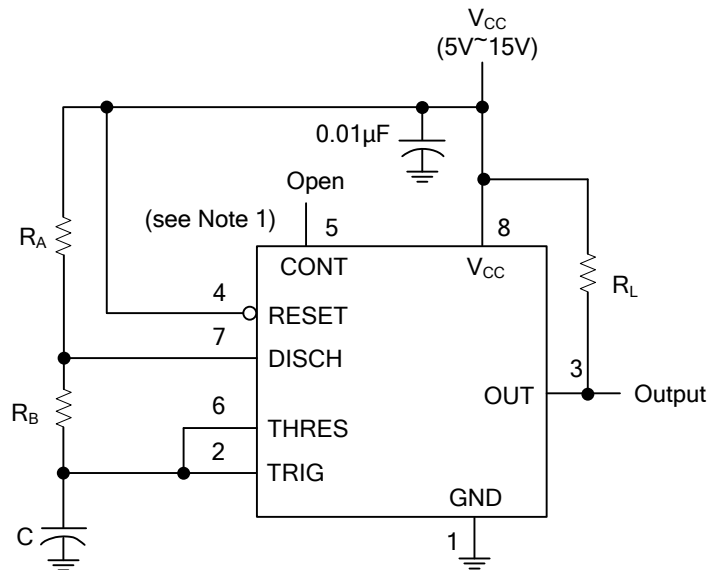 VCC
(5V~15V)
0.01µF
Open
(see Note 1)
5
8
CONT
VCC
RA
RL
4
RESET
7
DISCH
3
OUT
Output
RB
6
THRES
2
TRIG
GND
C
1